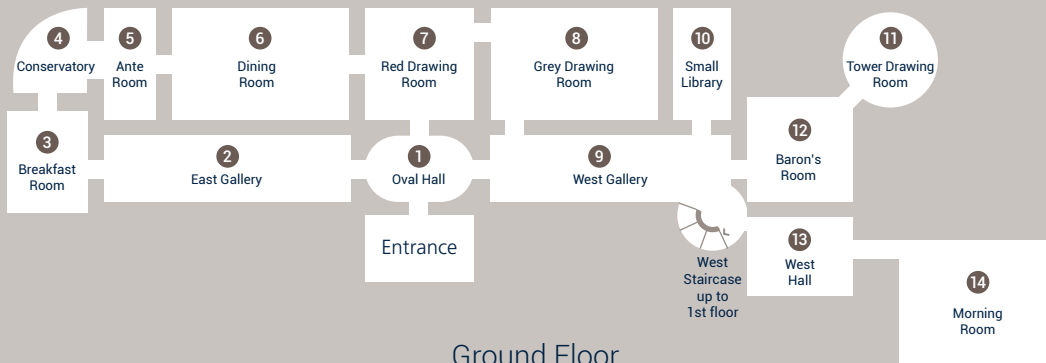 4
Conservatory
5
Ante
Room
6
Dining
Room
7
Red Drawing
Room
8
Grey Drawing
Room
10
Small
Library
11
Tower Drawing
Room
3
Breakfast
Room
2
East Gallery
1
Oval Hall
9
West Gallery
12
Baron's
Room
Entrance
West
Staircase
up to
1st floor
13
West
Hall
14
Morning
Room
Ground Floor